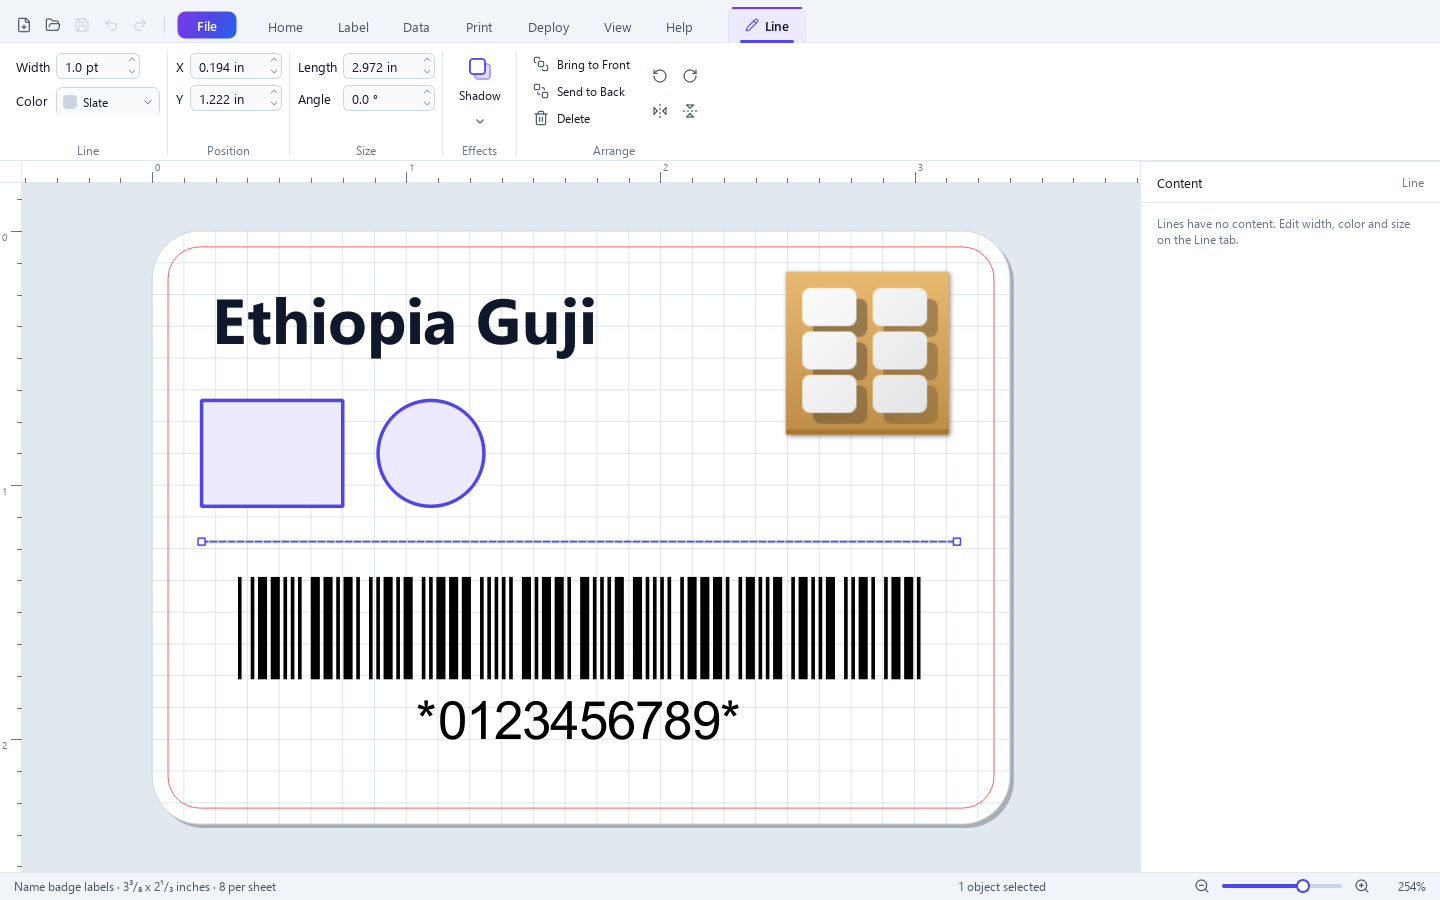 File
Home
Label
Data
Print
Deploy
View
Help
Line
Width
1.0 pt
X
0.194 in
Length
2.972 in
Shadow
Bring to Front
Color
Slate
Y
1.222 in
Angle
0.0 °
Send to Back
Delete
Line
Position
Size
Effects
Arrange
0
1
2
3
Content
Line
Lines have no content. Edit width, color and size
on the Line tab.
0
1
2
Ethiopia Guji
*0123456789*
Name badge labels · 3³/₈ x 2¹/₃ inches · 8 per sheet
1 object selected
254%